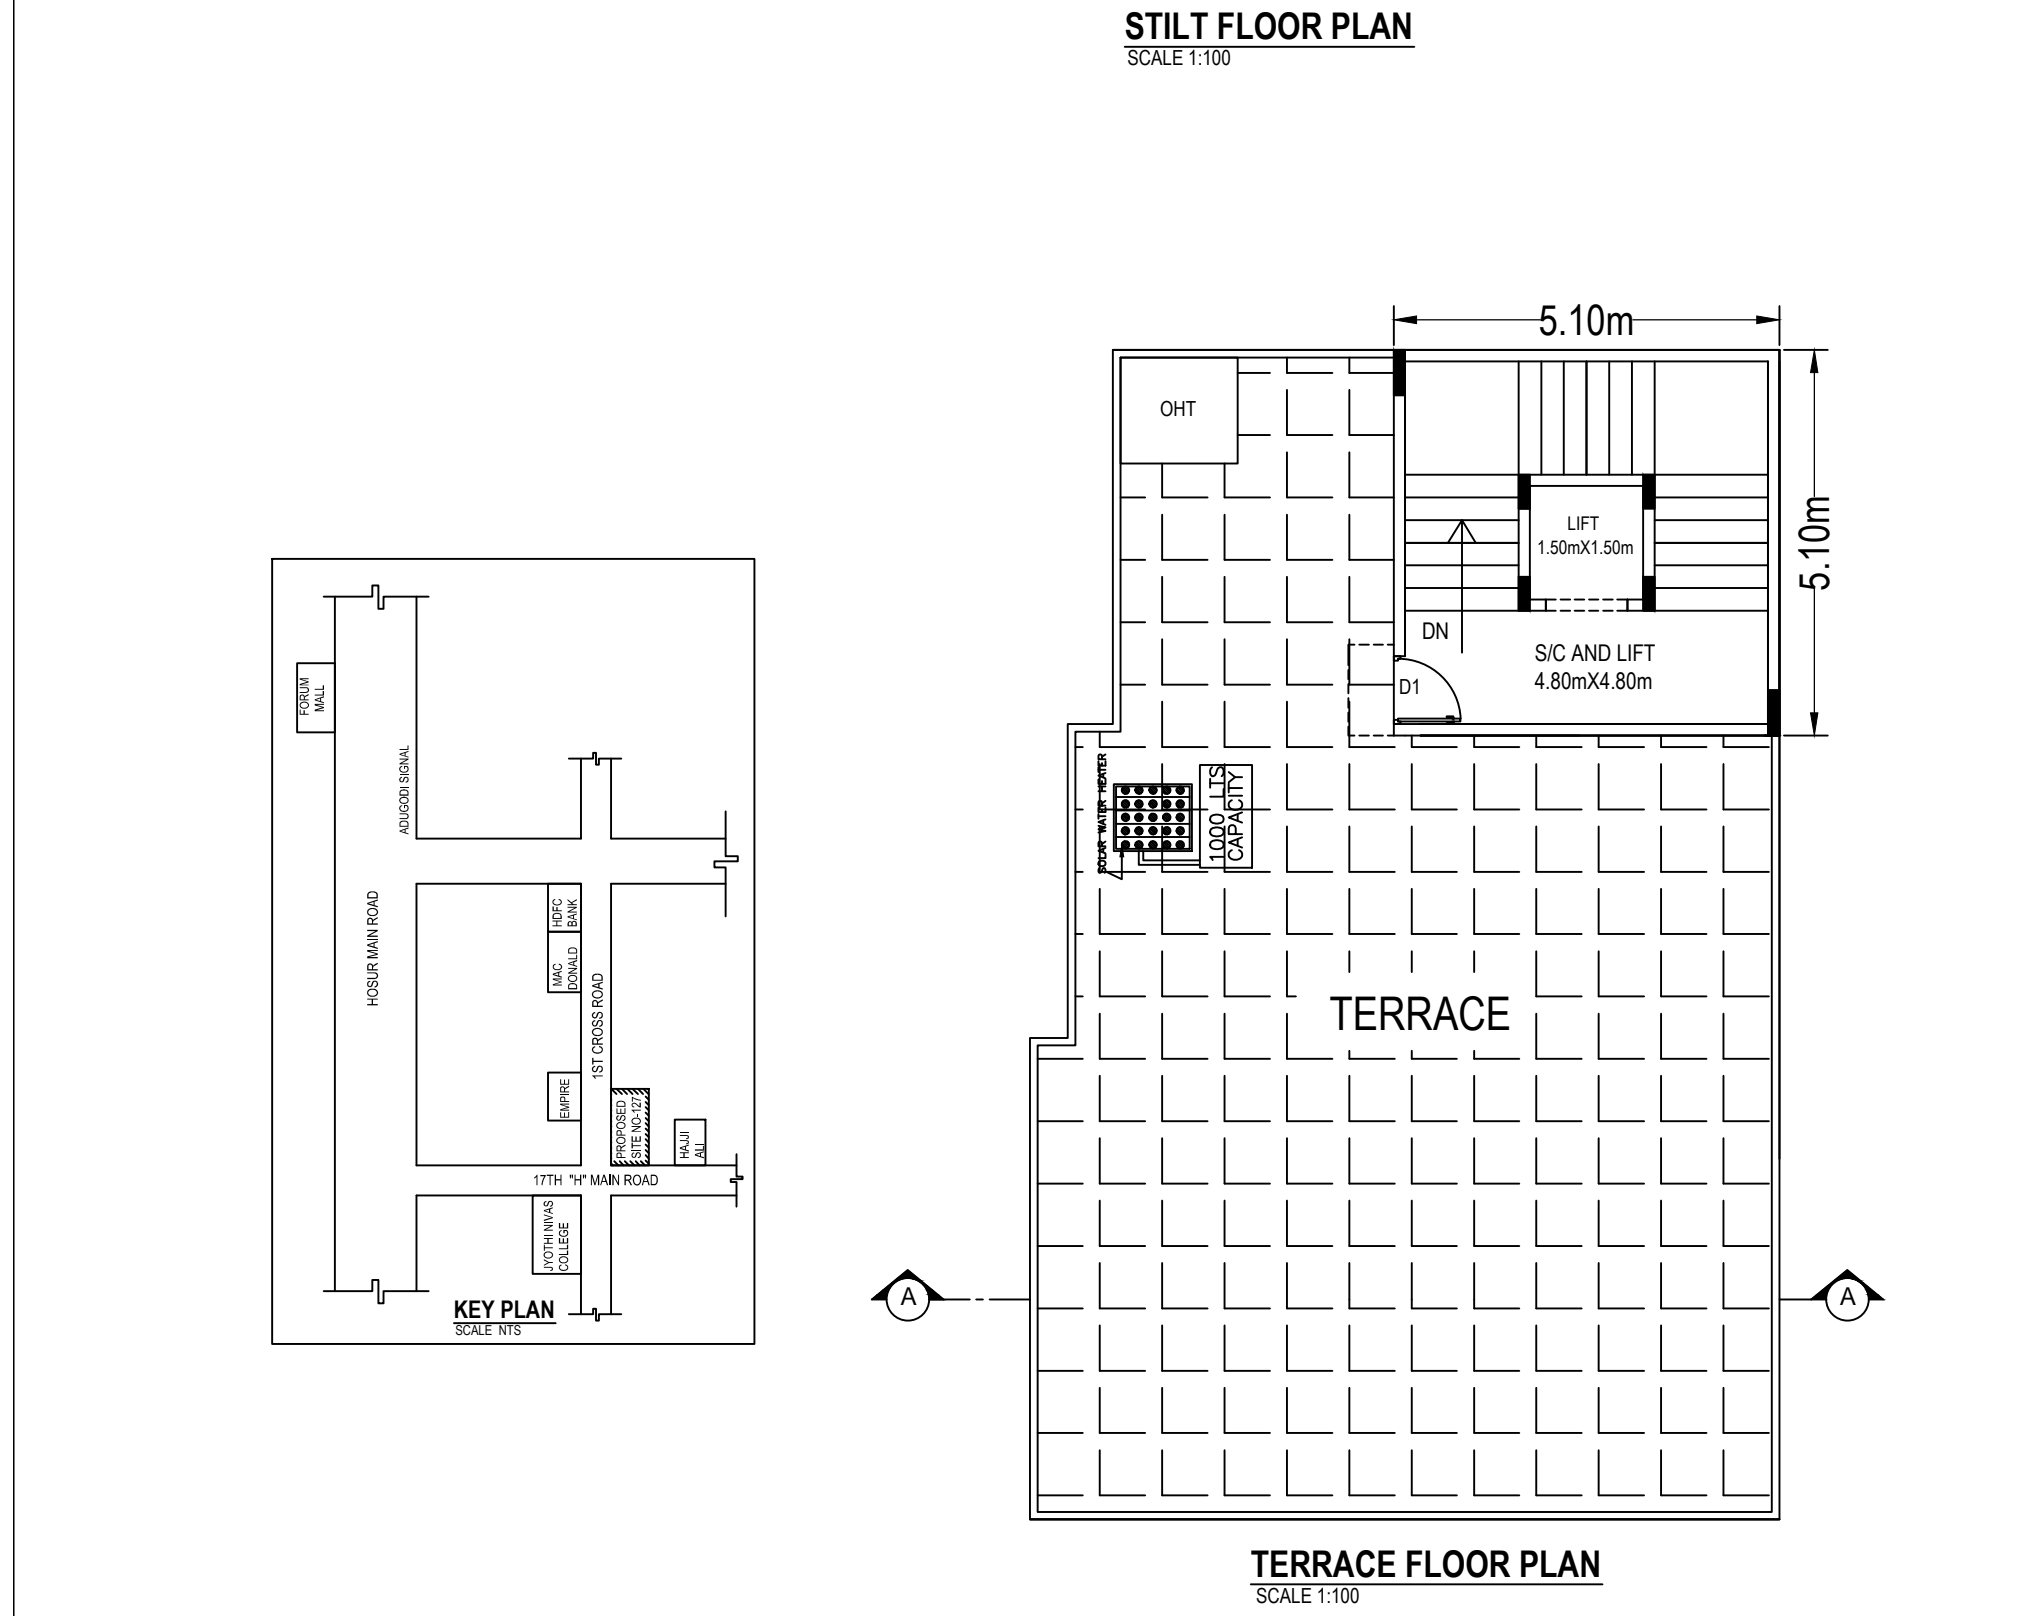 STILT FLOOR PLAN
SCALE 1:100
5.10m
5.10m
OHT
LIFT
1.50mX1.50m
DN
S/C AND LIFT
4.80mX4.80m
D1
SOLAR WATER HEATER
1000 LTS
CAPACITY
TERRACE
A
A
TERRACE FLOOR PLAN
SCALE 1:100
FORUM
MALL
ADUGODI SIGNAL
HOSUR MAIN ROAD
HDFC
BANK
MAC
DONALD
1ST CROSS ROAD
EMPIRE
PROPOSED
SITE NO-127
HAJJI
ALI
17TH "H" MAIN ROAD
JYOTHI NIVAS
COLLEGE
KEY PLAN
SCALE NTS